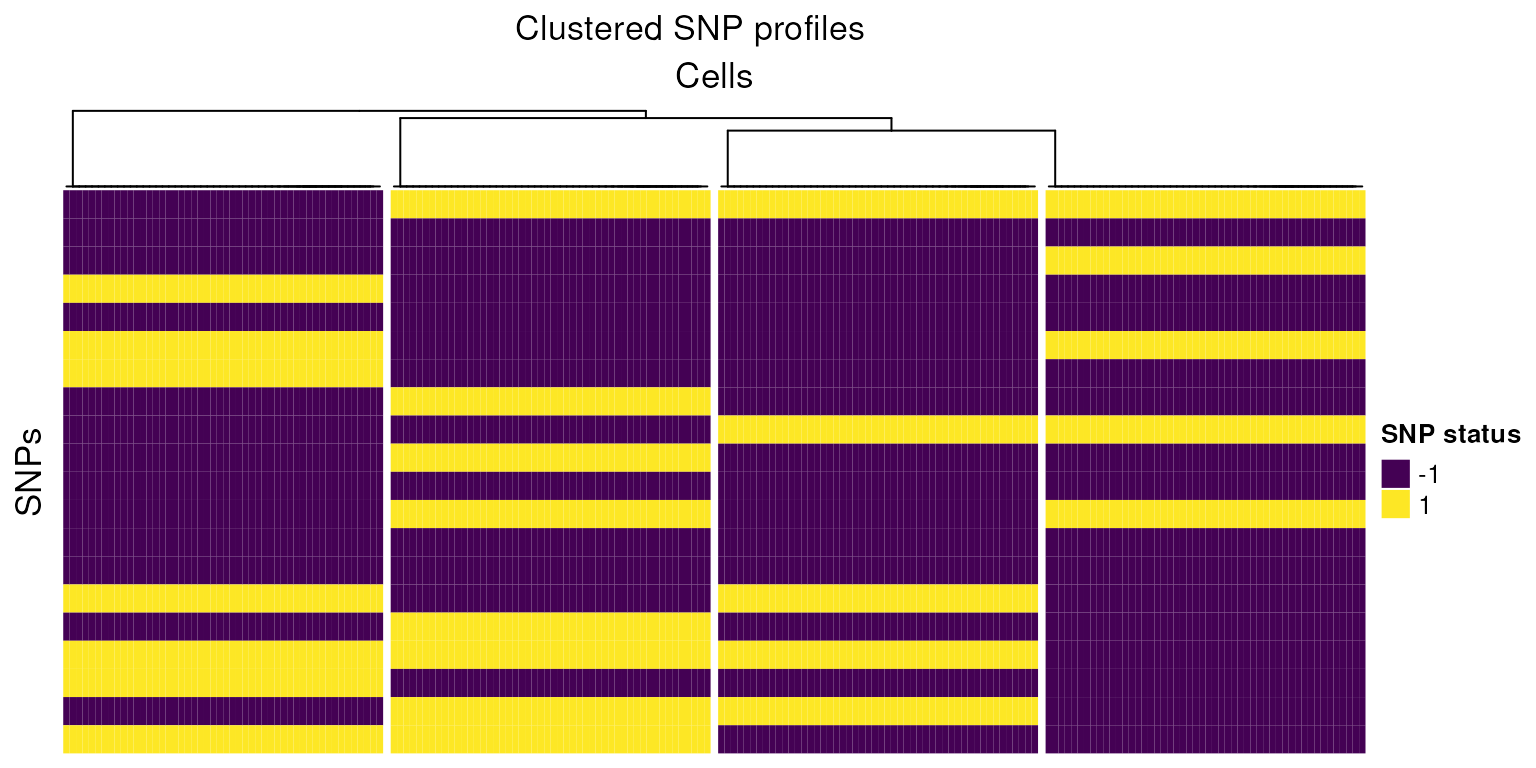 Clustered SNP profiles
Cells
SNPs
SNP status
-1
1